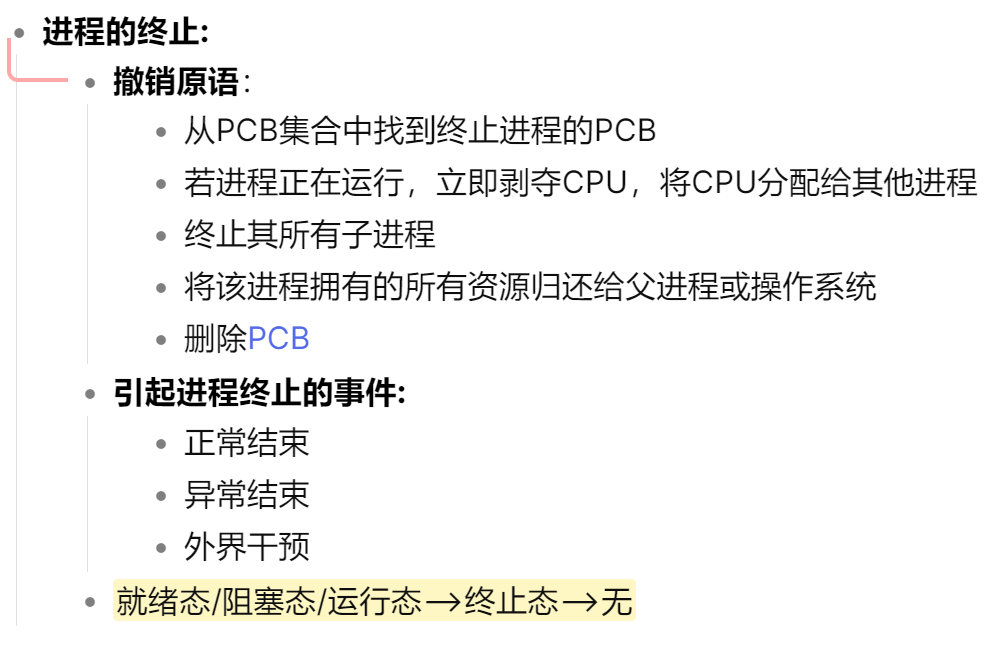 进程的终止:
撤销原语：
从PCB集合中找到终止进程的PCB
若进程正在运行，立即剥夺CPU，将CPU分配给其他进程
终止其所有子进程
将该进程拥有的所有资源归还给父进程或操作系统
删除PCB
引起进程终止的事件:
正常结束
异常结束
外界干预
就绪态/阻塞态/运行态→终止态→无